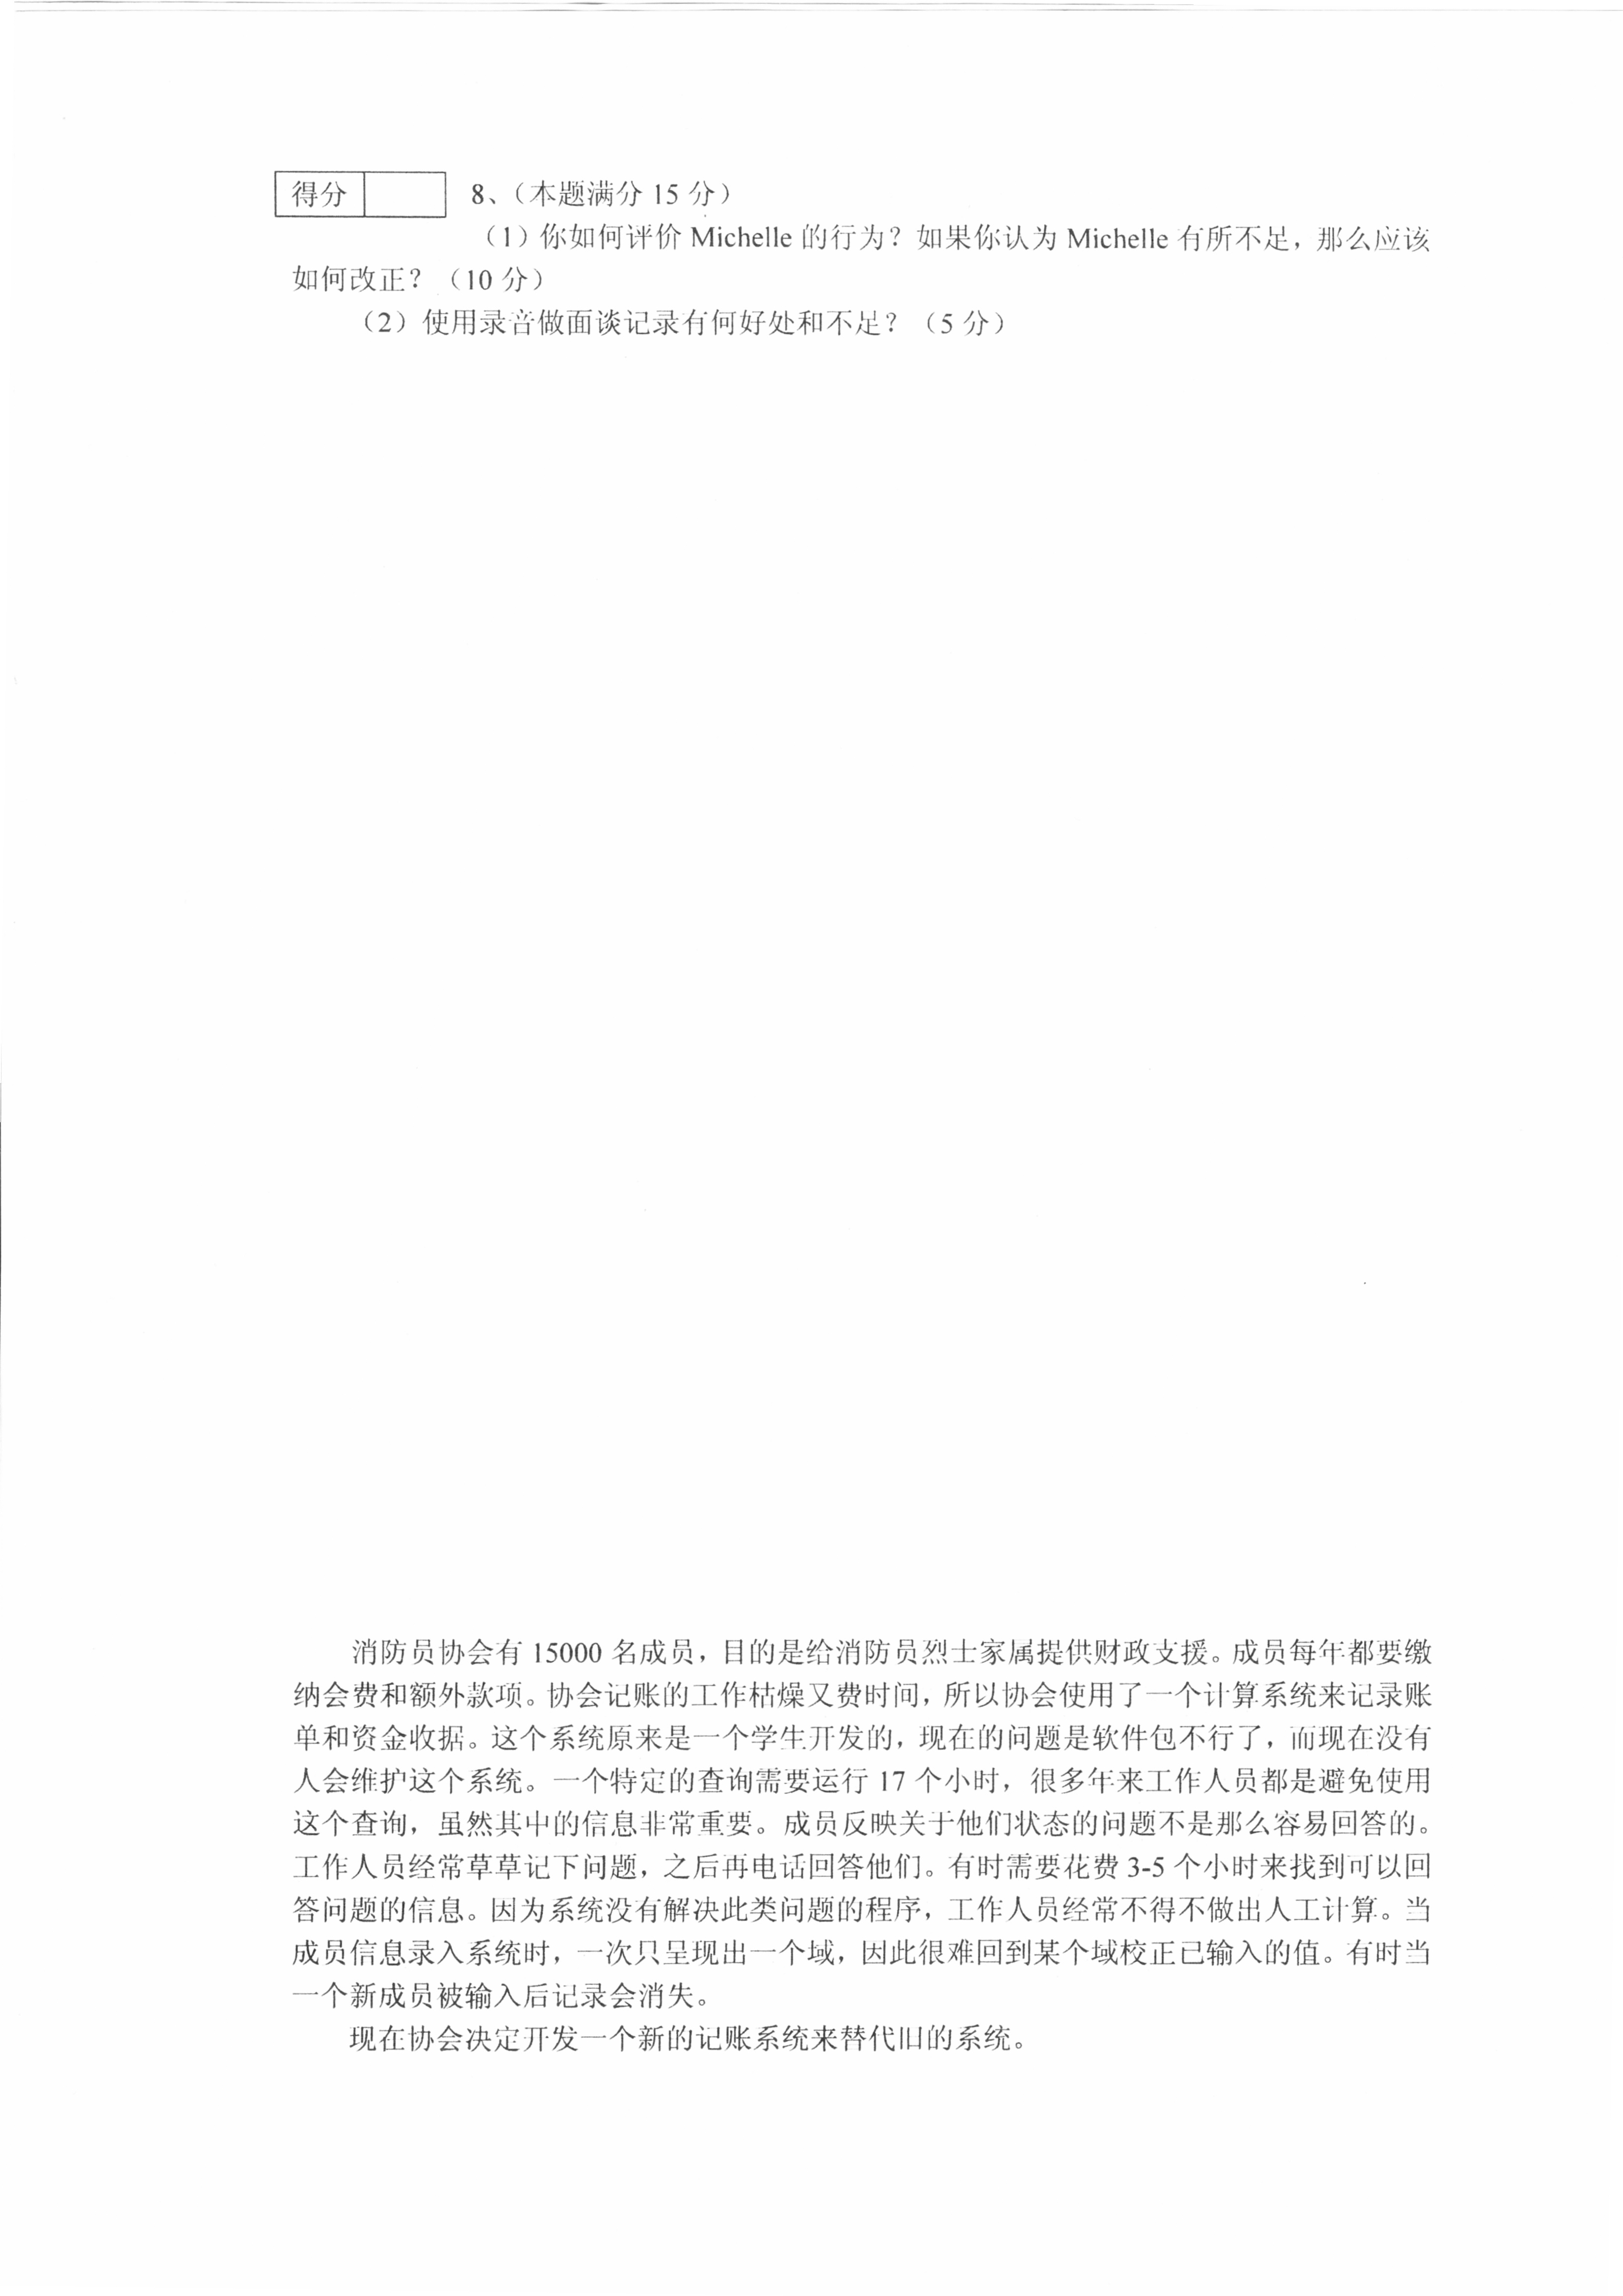 得分 8、（本题满分 15 分）
（1）你如何评价 Michelle 的行为？如果你认为 Michelle 有所不足，那么应该
如何改正？（10 分）
（2）使用录音做面谈记录有何好处和不足？（5 分）
消防员协会有 15000 名成员，目的是给消防员烈士家属提供财政支援。成员每年都要缴
纳会费和额外款项。协会记账的工作枯燥又费时间，所以协会使用了一个计算系统来记录账
单和资金收据。这个系统原来是一个学生开发的，现在的问题是软件包不行了，而现在没有
人会维护这个系统。一个特定的查询需要运行 17 个小时，很多年来工作人员都是避免使用
这个查询，虽然其中的信息非常重要。成员反映关于他们状态的问题不是那么容易回答的。
工作人员经常草草记下问题，之后再电话回答他们。有时需要花费 3-5 个小时来找到可以回
答问题的信息。因为系统没有解决此类问题的程序，工作人员经常不得不做出人工计算。当
成员信息录入系统时，一次只呈现出一个域，因此很难回到某个域校正已输入的值。有时当
一个新成员被输入后记录会消失。
现在协会决定开发一个新的记账系统来替代旧的系统。